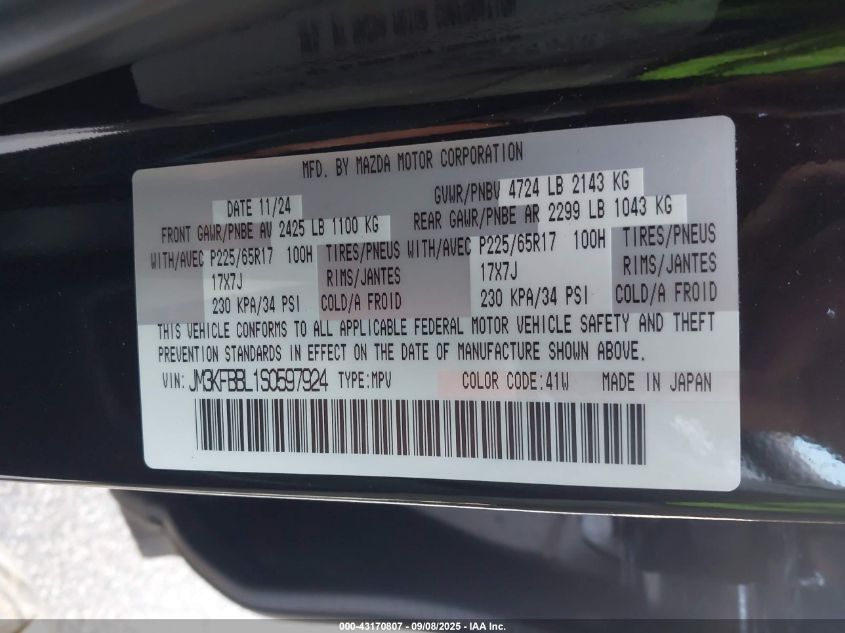 MFD. BY MAZDA MOTOR CORPORATION
DATE 11/24 GVWR/PNBV 4724 LB 2143 KG
FRONT GAWR/PNBE AV 2425 LB 1100 KG REAR GAWR/PNBE AR 2299 LB 1043 KG
WITH/AVEC P225/65R17 100H TIRES/PNEUS WITH/AVEC P225/65R17 100H TIRES/PNEUS
17X7J RIMS/JANTES 17X7J RIMS/JANTES
230 KPA/34 PSI COLD/A FROID 230 KPA/34 PSI COLD/A FROID
THIS VEHICLE CONFORMS TO ALL APPLICABLE FEDERAL MOTOR VEHICLE SAFETY AND THEFT
PREVENTION STANDARDS IN EFFECT ON THE DATE OF MANUFACTURE SHOWN ABOVE.
VIN: JM3KFBBL1S0597924 TYPE:MPV COLOR CODE:41W MADE IN JAPAN
000-43170807 - 09/08/2025 - IAA Inc.